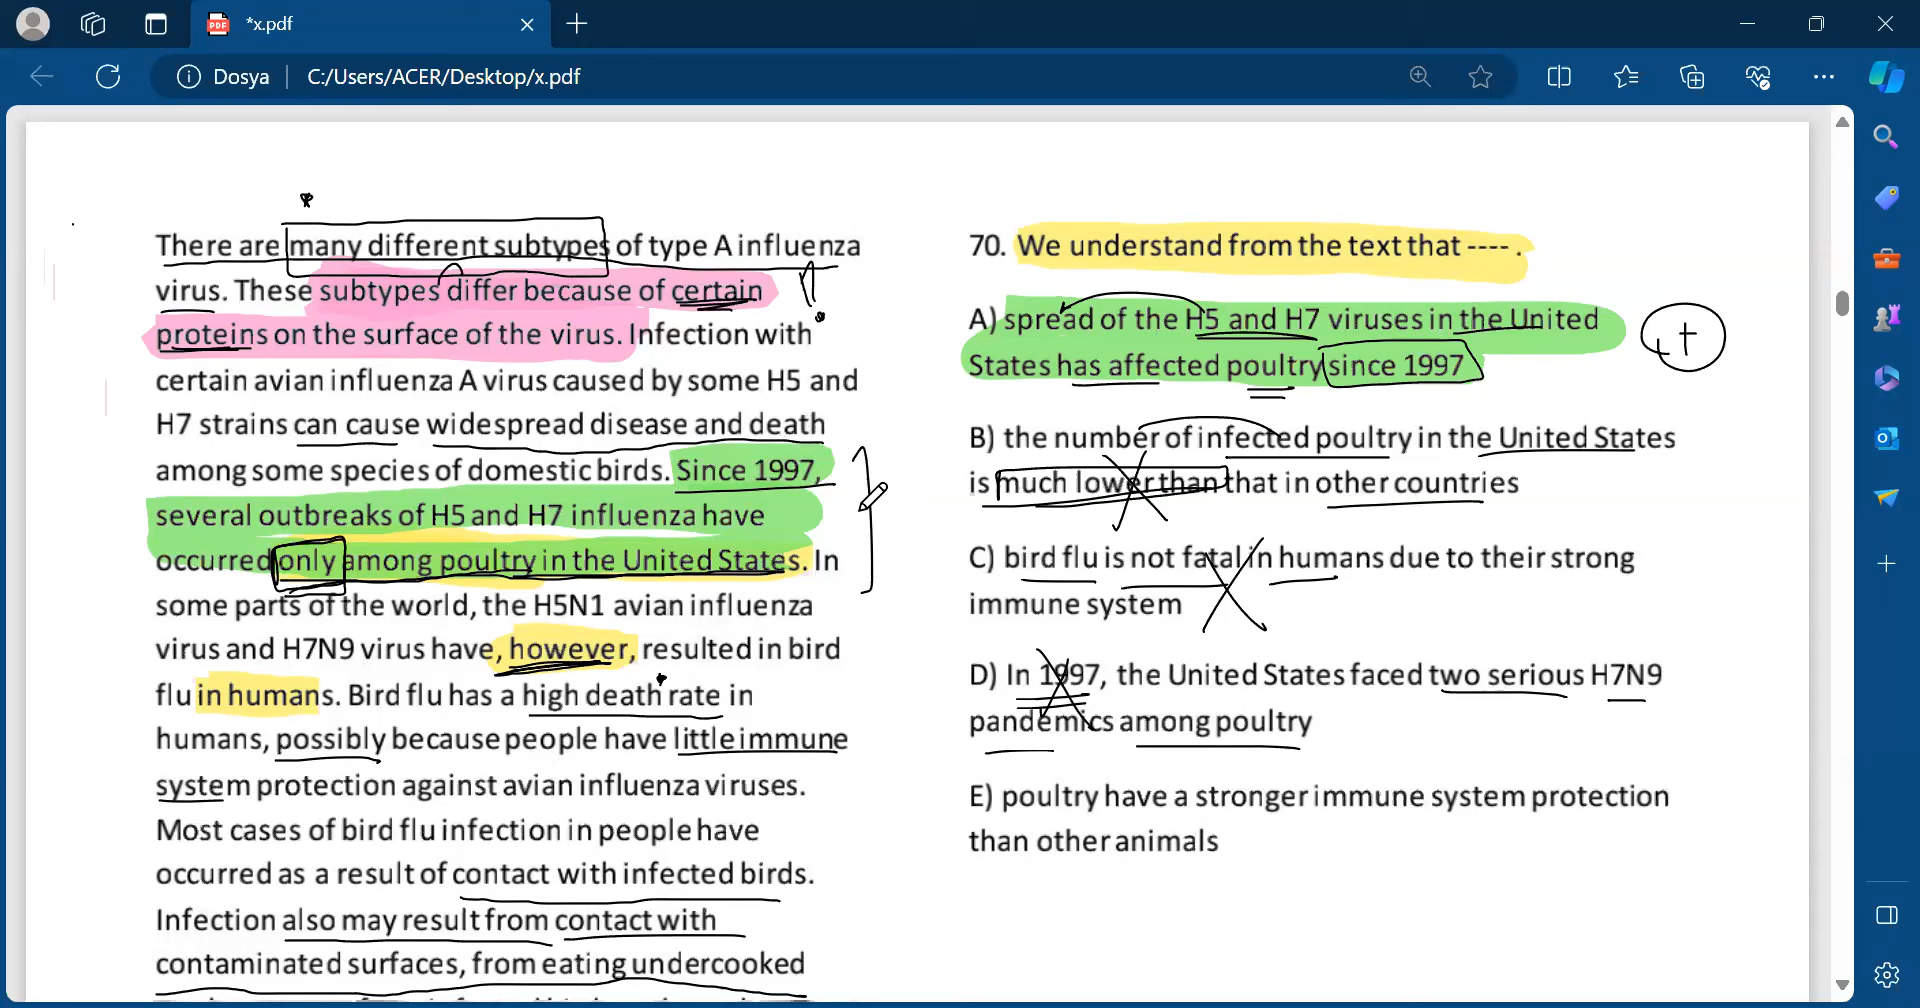 *x.pdf
Dosya
C:/Users/ACER/Desktop/x.pdf
There are many different subtypes of type A influenza
virus. These subtypes differ because of certain
proteins on the surface of the virus. Infection with
certain avian influenza A virus caused by some H5 and
H7 strains can cause widespread disease and death
among some species of domestic birds. Since 1997,
several outbreaks of H5 and H7 influenza have
occurred only among poultry in the United States. In
some parts of the world, the H5N1 avian influenza
virus and H7N9 virus have, however, resulted in bird
flu in humans. Bird flu has a high death rate in
humans, possibly because people have little immune
system protection against avian influenza viruses.
Most cases of bird flu infection in people have
occurred as a result of contact with infected birds.
Infection also may result from contact with
contaminated surfaces, from eating undercooked
70. We understand from the text that ---- .
A) spread of the H5 and H7 viruses in the United
States has affected poultry since 1997
B) the number of infected poultry in the United States
is much lower than that in other countries
C) bird flu is not fatal in humans due to their strong
immune system
D) In 1997, the United States faced two serious H7N9
pandemics among poultry
E) poultry have a stronger immune system protection
than other animals